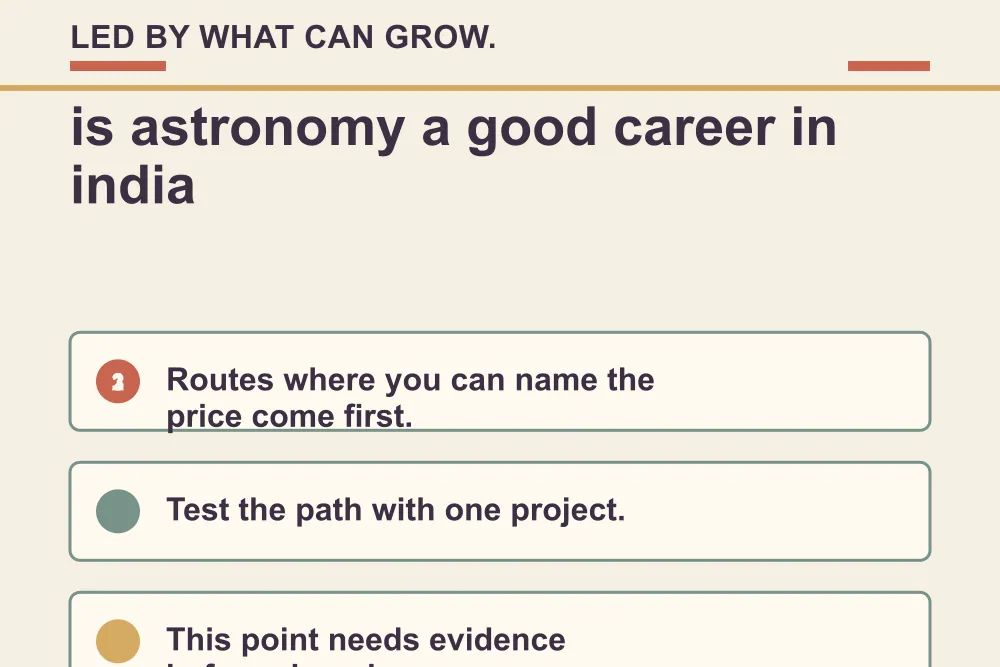 LED BY WHAT CAN GROW.
is astronomy a good career in
india
Routes where you can name the
price come first.
Test the path with one project.
This point needs evidence